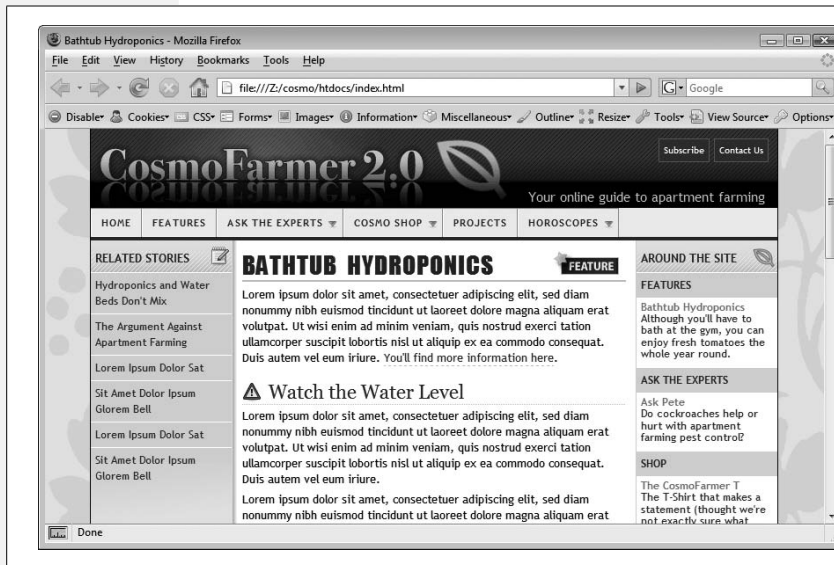 Bathtub Hydroponics - Mozilla Firefox
File Edit View History Bookmarks Tools Help
file:///Z:/cosmo/htdocs/index.html
G Google
Disable Cookies CSS Forms Images Information Miscellaneous Outline Resize Tools View Source Options
CosmoFarmer 2.0
Subscribe Contact Us
Your online guide to apartment farming
HOME FEATURES ASK THE EXPERTS COSMO SHOP PROJECTS HOROSCOPES
RELATED STORIES
Hydroponics and Water
Beds Don't Mix
The Argument Against
Apartment Farming
Lorem Ipsum Dolor Sat
Sit Amet Dolor Ipsum
Glorem Bell
Lorem Ipsum Dolor Sat
Sit Amet Dolor Ipsum
Glorem Bell
BATHTUB HYDROPONICS
FEATURE
Lorem ipsum dolor sit amet, consectetuer adipiscing elit, sed diam
nonummy nibh euismod tincidunt ut laoreet dolore magna aliquam erat
volutpat. Ut wisi enim ad minim veniam, quis nostrud exerci tation
ullamcorper suscipit lobortis nisl ut aliquip ex ea commodo consequat.
Duis autem vel eum iriure. You'll find more information here.
Watch the Water Level
Lorem ipsum dolor sit amet, consectetuer adipiscing elit, sed diam
nonummy nibh euismod tincidunt ut laoreet dolore magna aliquam erat
volutpat. Ut wisi enim ad minim veniam, quis nostrud exerci tation
ullamcorper suscipit lobortis nisl ut aliquip ex ea commodo consequat.
Duis autem vel eum iriure.
Lorem ipsum dolor sit amet, consectetuer adipiscing elit, sed diam
nonummy nibh euismod tincidunt ut laoreet dolore magna aliquam erat
AROUND THE SITE
FEATURES
Bathtub Hydroponics
Although you'll have to
bath at the gym, you can
enjoy fresh tomatoes the
whole year round.
ASK THE EXPERTS
Ask Pete
Do cockroaches help or
hurt with apartment
farming pest control?
SHOP
The CosmoFarmer T
The T-Shirt that makes a
statement (thought we're
not exactly sure what
Done